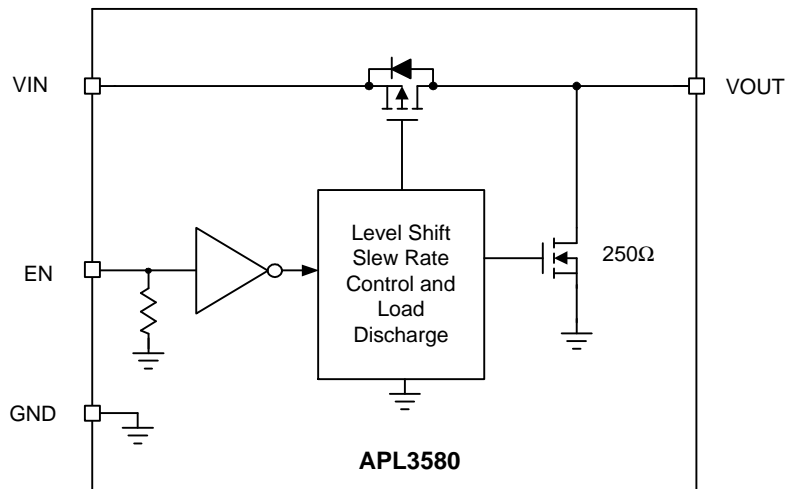 VIN
VOUT
EN
Level Shift
Slew Rate
Control and
Load
Discharge
250Ω
GND
APL3580